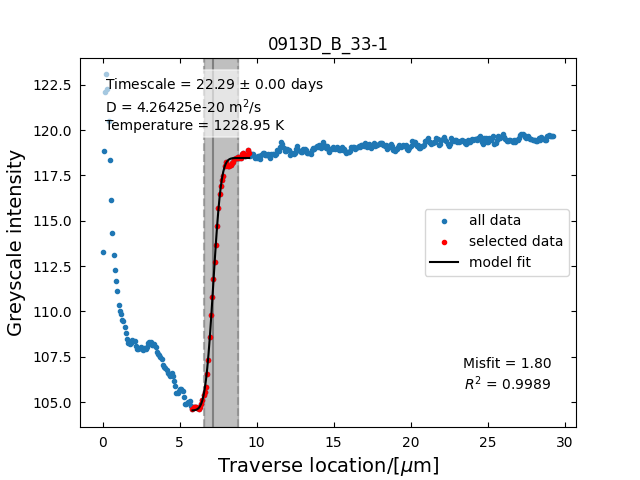 0913D_B_33-1
Timescale = 22.29 ± 0.00 days
D = 4.26425e-20 m²/s
Temperature = 1228.95 K
122.5
120.0
117.5
115.0
112.5
110.0
107.5
105.0
Greyscale intensity
all data
selected data
model fit
Misfit = 1.80
R² = 0.9989
0 5 10 15 20 25 30
Traverse location/[μm]